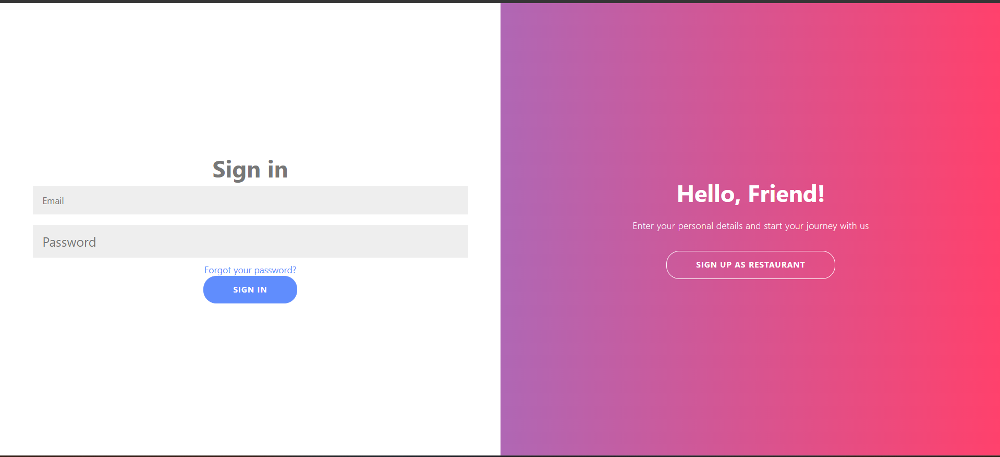 Sign in
Email
Password
Forgot your password?
SIGN IN
Hello, Friend!
Enter your personal details and start your journey with us
SIGN UP AS RESTAURANT